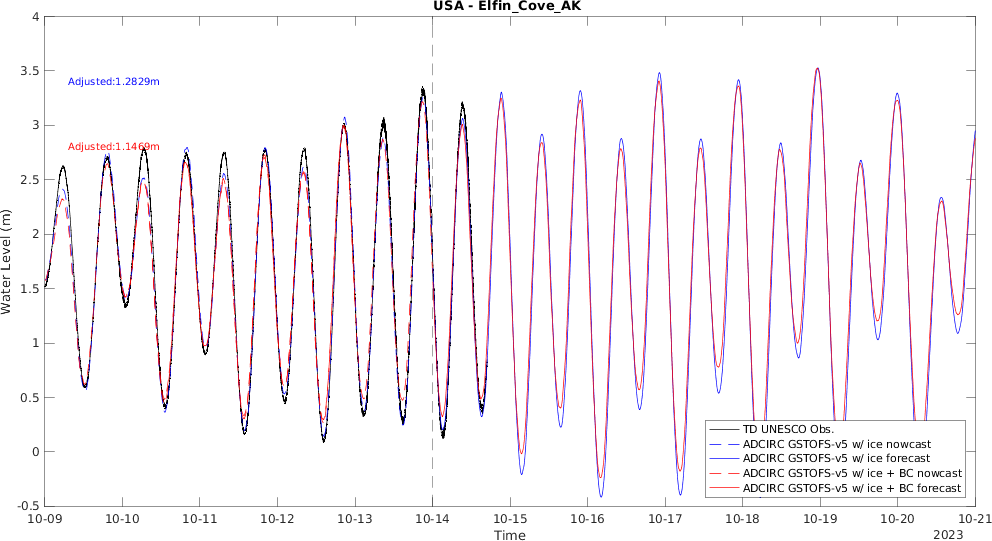 USA - Elfin_Cove_AK
4
3.5
3
2.5
2
1.5
1
0.5
0
-0.5
Water Level (m)
Adjusted:1.2829m
Adjusted:1.1469m
TD UNESCO Obs.
ADCIRC GSTOFS-v5 w/ ice nowcast
ADCIRC GSTOFS-v5 w/ ice forecast
ADCIRC GSTOFS-v5 w/ ice + BC nowcast
ADCIRC GSTOFS-v5 w/ ice + BC forecast
10-09 10-10 10-11 10-12 10-13 10-14 10-15 10-16 10-17 10-18 10-19 10-20 10-21
Time
2023